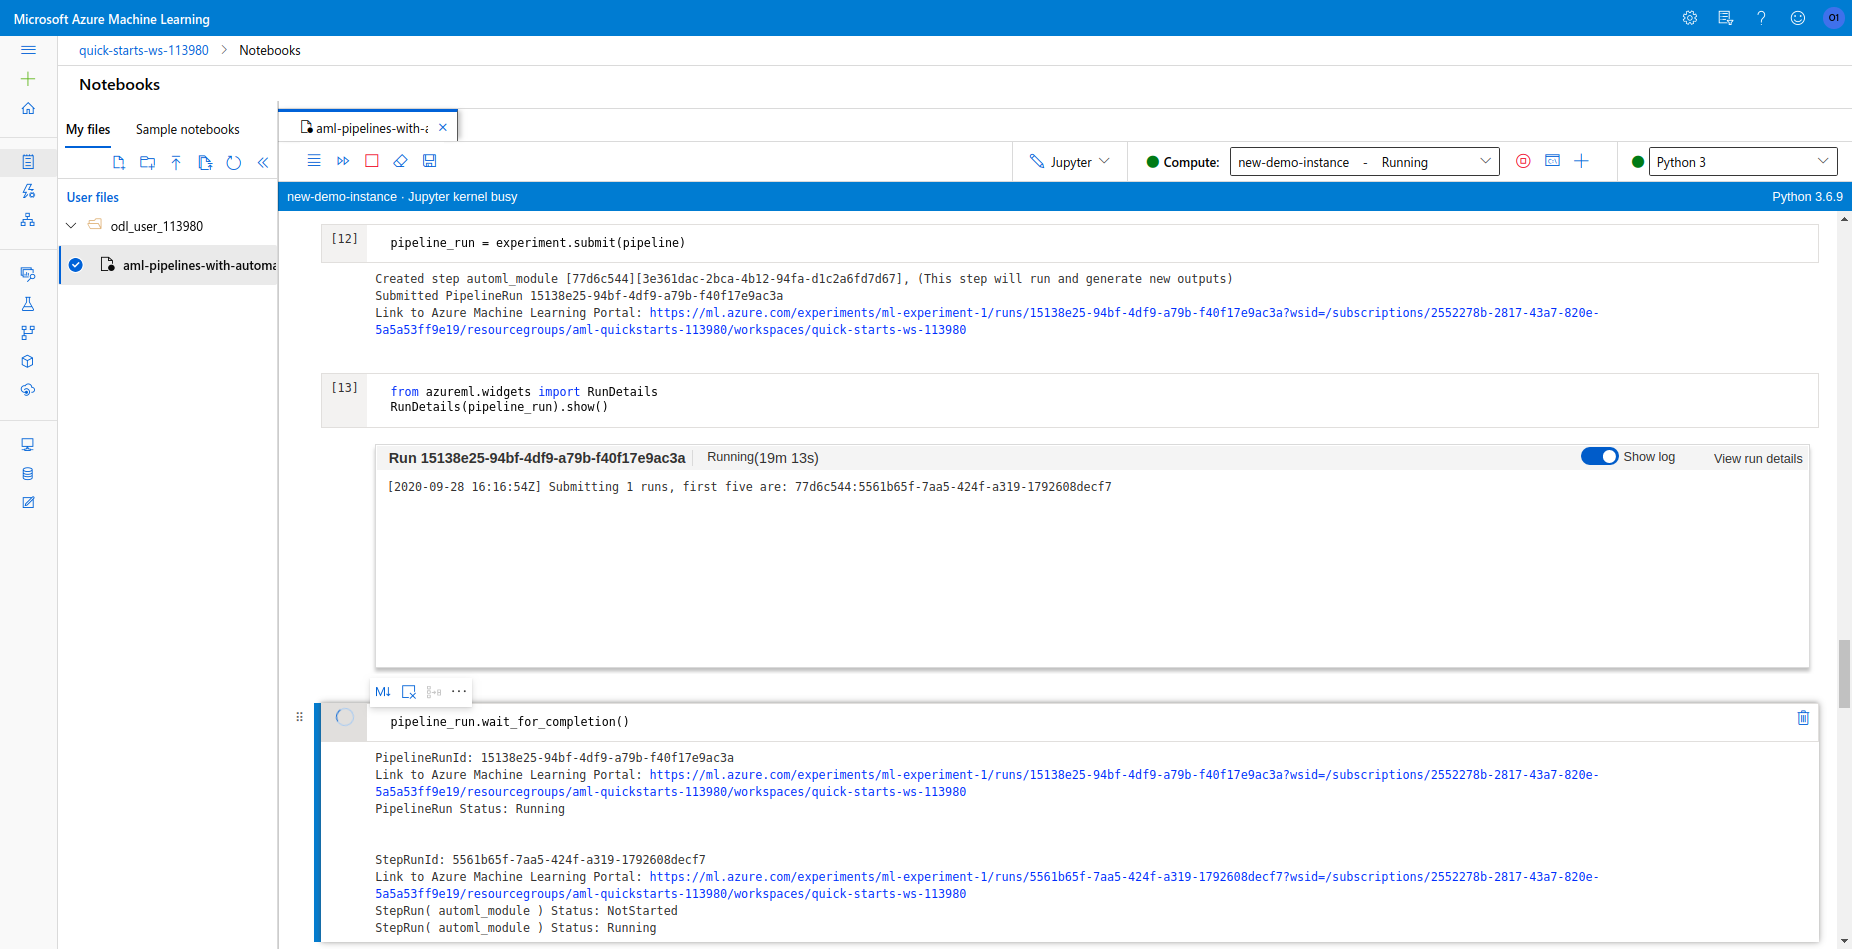 Microsoft Azure Machine Learning
O1
quick-starts-ws-113980 > Notebooks
Notebooks
My files Sample notebooks
User files
odl_user_113980
aml-pipelines-with-automa
aml-pipelines-with-a
Jupyter
Compute: new-demo-instance - Running
Python 3
new-demo-instance · Jupyter kernel busy
Python 3.6.9
[12] pipeline_run = experiment.submit(pipeline)
Created step automl_module [77d6c544][3e361dac-2bca-4b12-94fa-d1c2a6fd7d67], (This step will run and generate new outputs)
Submitted PipelineRun 15138e25-94bf-4df9-a79b-f40f17e9ac3a
Link to Azure Machine Learning Portal: https://ml.azure.com/experiments/ml-experiment-1/runs/15138e25-94bf-4df9-a79b-f40f17e9ac3a?wsid=/subscriptions/2552278b-2817-43a7-820e-
5a5a53ff9e19/resourcegroups/aml-quickstarts-113980/workspaces/quick-starts-ws-113980
[13] from azureml.widgets import RunDetails
RunDetails(pipeline_run).show()
Run 15138e25-94bf-4df9-a79b-f40f17e9ac3a Running(19m 13s)
Show log View run details
[2020-09-28 16:16:54Z] Submitting 1 runs, first five are: 77d6c544:5561b65f-7aa5-424f-a319-1792608decf7
M↓
pipeline_run.wait_for_completion()
PipelineRunId: 15138e25-94bf-4df9-a79b-f40f17e9ac3a
Link to Azure Machine Learning Portal: https://ml.azure.com/experiments/ml-experiment-1/runs/15138e25-94bf-4df9-a79b-f40f17e9ac3a?wsid=/subscriptions/2552278b-2817-43a7-820e-
5a5a53ff9e19/resourcegroups/aml-quickstarts-113980/workspaces/quick-starts-ws-113980
PipelineRun Status: Running
StepRunId: 5561b65f-7aa5-424f-a319-1792608decf7
Link to Azure Machine Learning Portal: https://ml.azure.com/experiments/ml-experiment-1/runs/5561b65f-7aa5-424f-a319-1792608decf7?wsid=/subscriptions/2552278b-2817-43a7-820e-
5a5a53ff9e19/resourcegroups/aml-quickstarts-113980/workspaces/quick-starts-ws-113980
StepRun( automl_module ) Status: NotStarted
StepRun( automl_module ) Status: Running